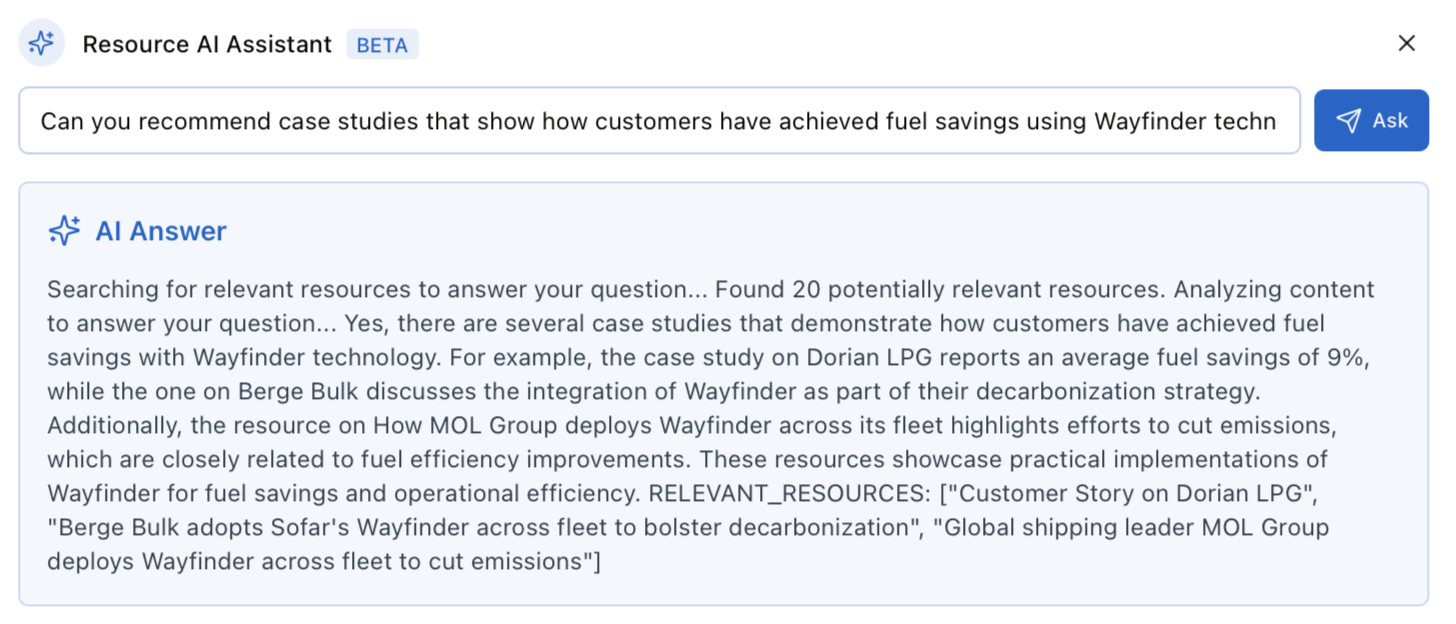 Resource AI Assistant BETA
Can you recommend case studies that show how customers have achieved fuel savings using Wayfinder techn
Ask
AI Answer
Searching for relevant resources to answer your question... Found 20 potentially relevant resources. Analyzing content
to answer your question... Yes, there are several case studies that demonstrate how customers have achieved fuel
savings with Wayfinder technology. For example, the case study on Dorian LPG reports an average fuel savings of 9%,
while the one on Berge Bulk discusses the integration of Wayfinder as part of their decarbonization strategy.
Additionally, the resource on How MOL Group deploys Wayfinder across its fleet highlights efforts to cut emissions,
which are closely related to fuel efficiency improvements. These resources showcase practical implementations of
Wayfinder for fuel savings and operational efficiency. RELEVANT_RESOURCES: ["Customer Story on Dorian LPG",
"Berge Bulk adopts Sofar's Wayfinder across fleet to bolster decarbonization", "Global shipping leader MOL Group
deploys Wayfinder across fleet to cut emissions"]